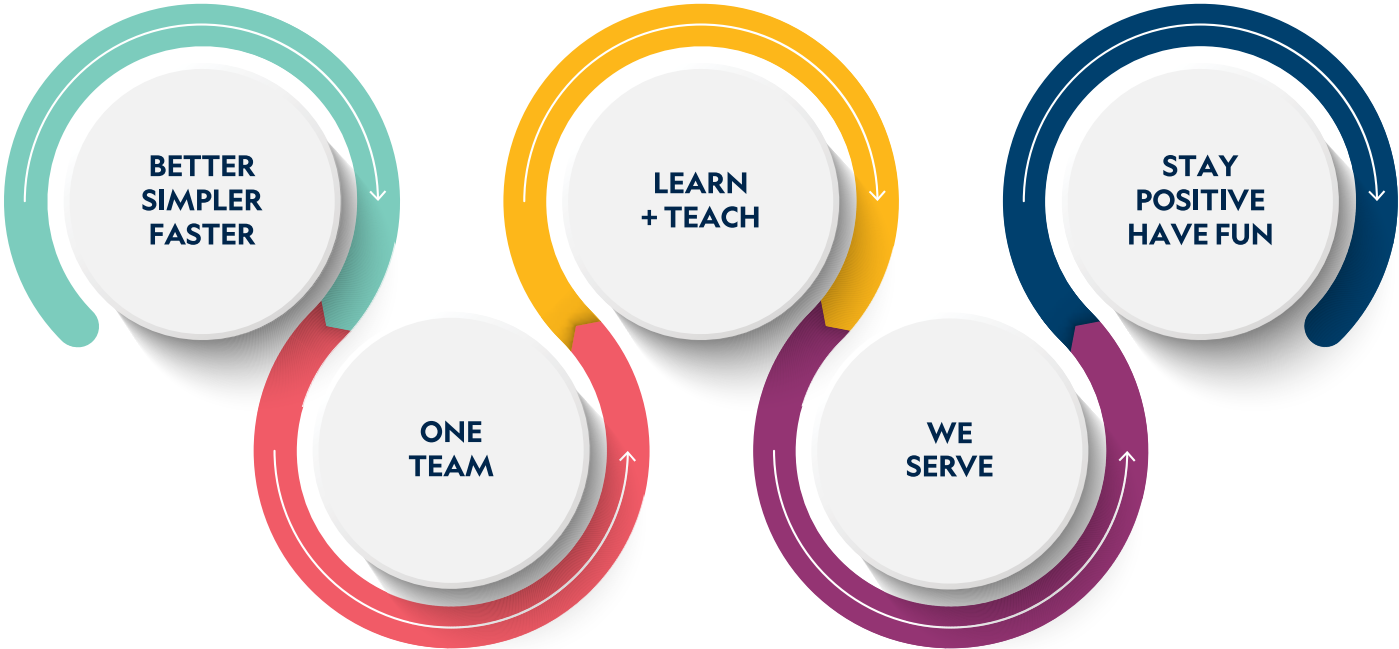 BETTER
SIMPLER
FASTER
ONE
TEAM
LEARN
+ TEACH
WE
SERVE
STAY
POSITIVE
HAVE FUN